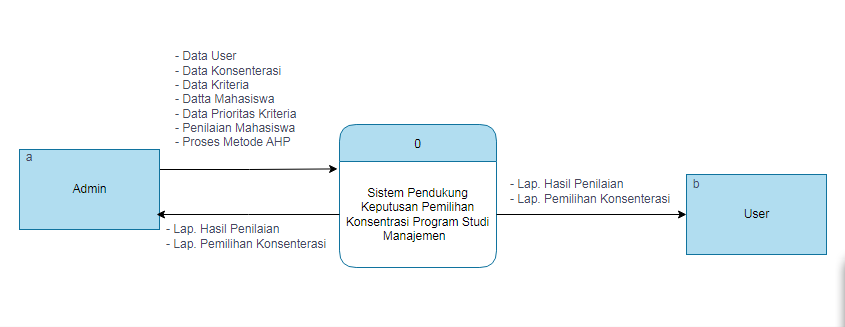 - Data User
- Data Konsenterasi
- Data Kriteria
- Datta Mahasiswa
- Data Prioritas Kriteria
- Penilaian Mahasiswa
- Proses Metode AHP
a
Admin
0
Sistem Pendukung
Keputusan Pemilihan
Konsentrasi Program Studi
Manajemen
- Lap. Hasil Penilaian
- Lap. Pemilihan Konsenterasi
- Lap. Hasil Penilaian
- Lap. Pemilihan Konsenterasi
b
User